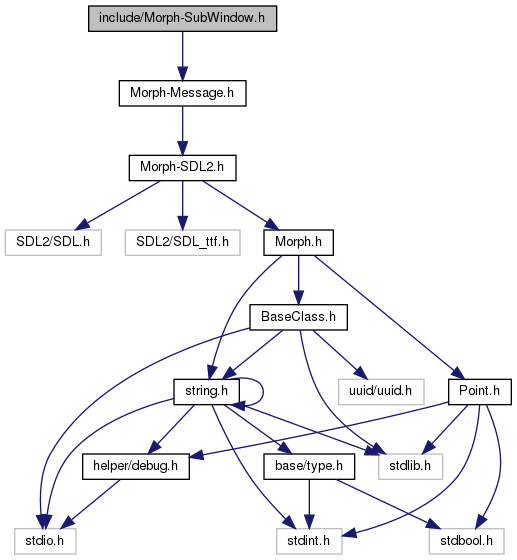 include/Morph-SubWindow.h
Morph-Message.h
Morph-SDL2.h
SDL2/SDL.h
SDL2/SDL_ttf.h
Morph.h
BaseClass.h
string.h
uuid/uuid.h
Point.h
helper/debug.h
base/type.h
stdlib.h
stdio.h
stdint.h
stdbool.h